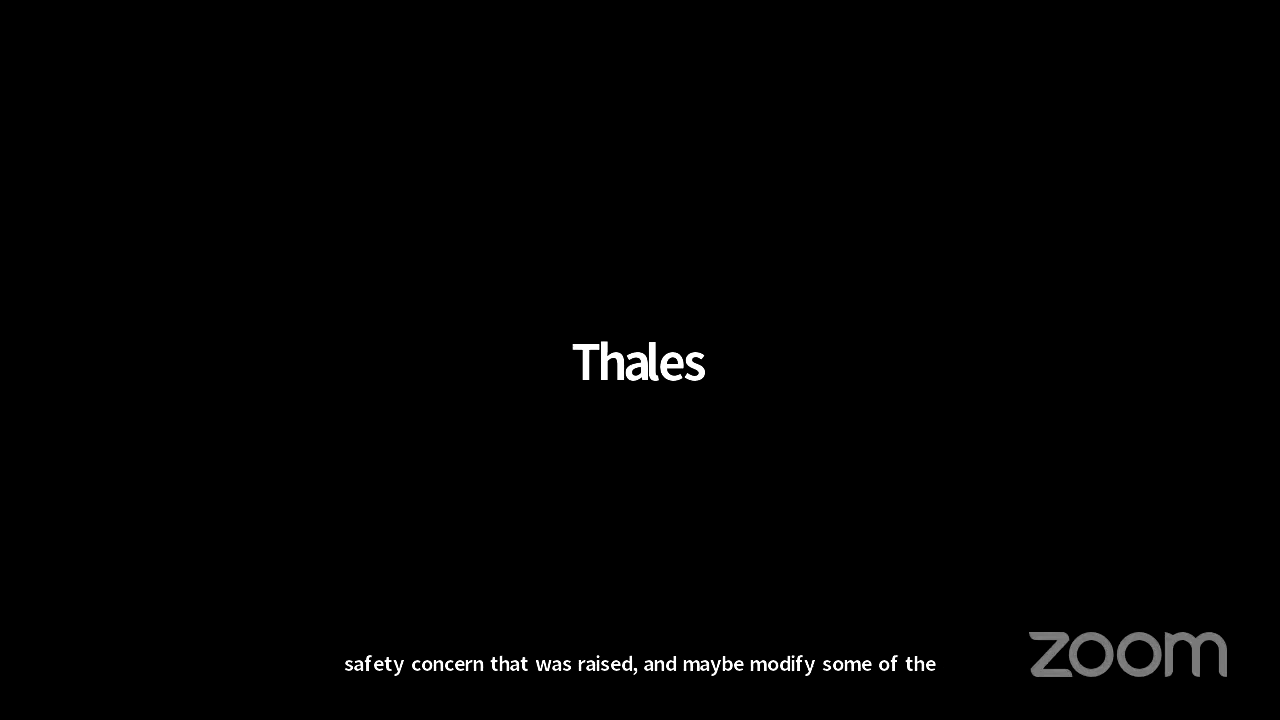 Thales
safety concern that was raised, and maybe modify some of the
zoom